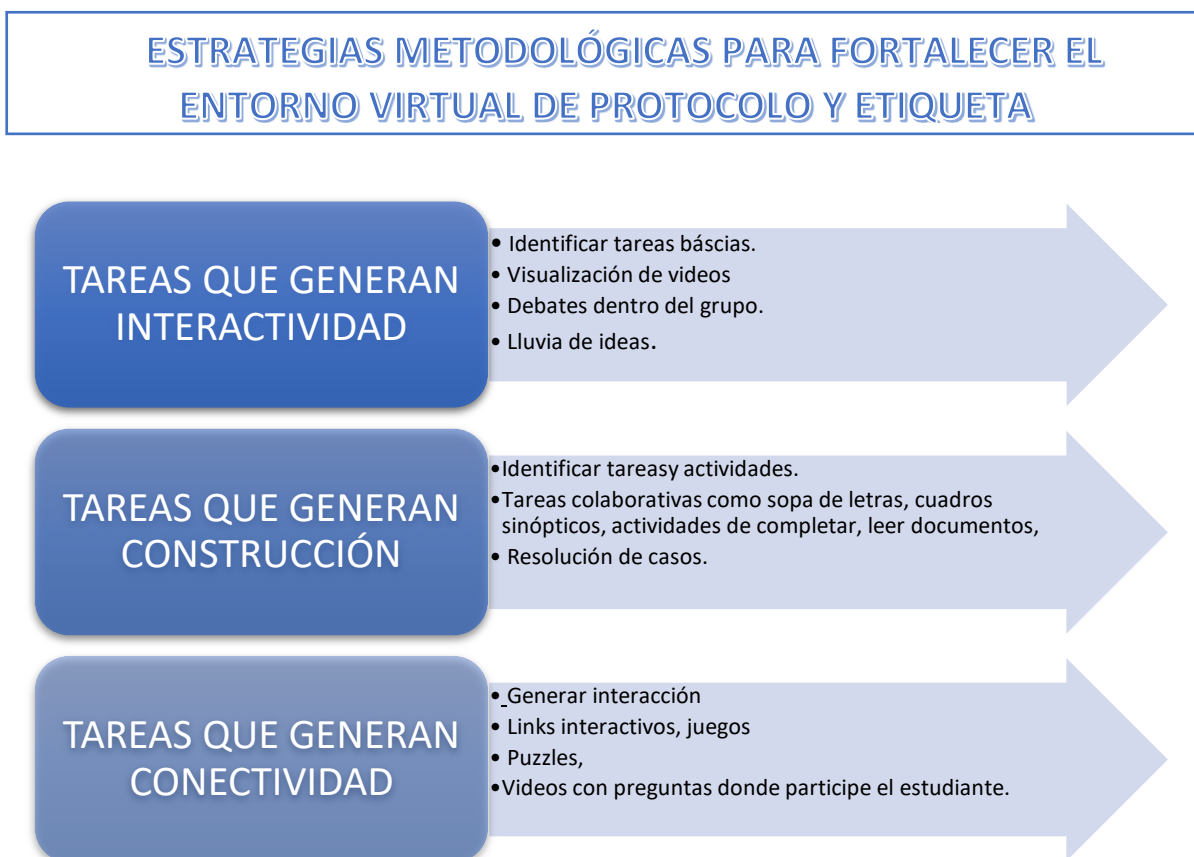 ESTRATEGIAS METODOLÓGICAS PARA FORTALECER EL
ENTORNO VIRTUAL DE PROTOCOLO Y ETIQUETA
TAREAS QUE GENERAN
INTERACTIVIDAD
• Identificar tareas báscias.
• Visualización de videos
• Debates dentro del grupo.
• Lluvia de ideas.
TAREAS QUE GENERAN
CONSTRUCCIÓN
•Identificar tareasy actividades.
•Tareas colaborativas como sopa de letras, cuadros
sinópticos, actividades de completar, leer documentos,
• Resolución de casos.
TAREAS QUE GENERAN
CONECTIVIDAD
• Generar interacción
• Links interactivos, juegos
• Puzzles,
•Videos con preguntas donde participe el estudiante.